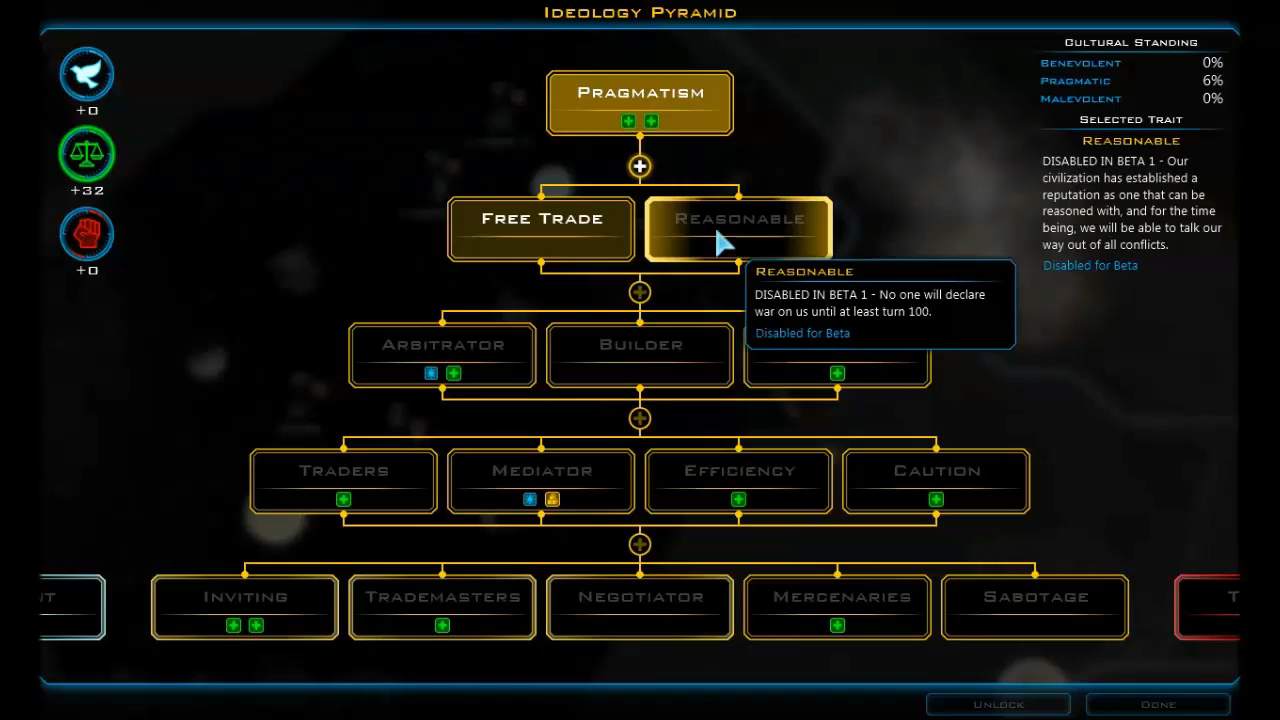 IDEOLOGY PYRAMID
+0
+32
+0
PRAGMATISM
FREE TRADE
REASONABLE
REASONABLE
DISABLED IN BETA 1 - No one will declare
war on us until at least turn 100.
Disabled for Beta
ARBITRATOR
BUILDER
TRADERS
MEDIATOR
EFFICIENCY
CAUTION
INVITING
TRADEMASTERS
NEGOTIATOR
MERCENARIES
SABOTAGE
T
T
CULTURAL STANDING
BENEVOLENT 0%
PRAGMATIC 6%
MALEVOLENT 0%
SELECTED TRAIT
REASONABLE
DISABLED IN BETA 1 - Our
civilization has established a
reputation as one that can be
reasoned with, and for the time
being, we will be able to talk our
way out of all conflicts.
Disabled for Beta
UNLOCK
DONE